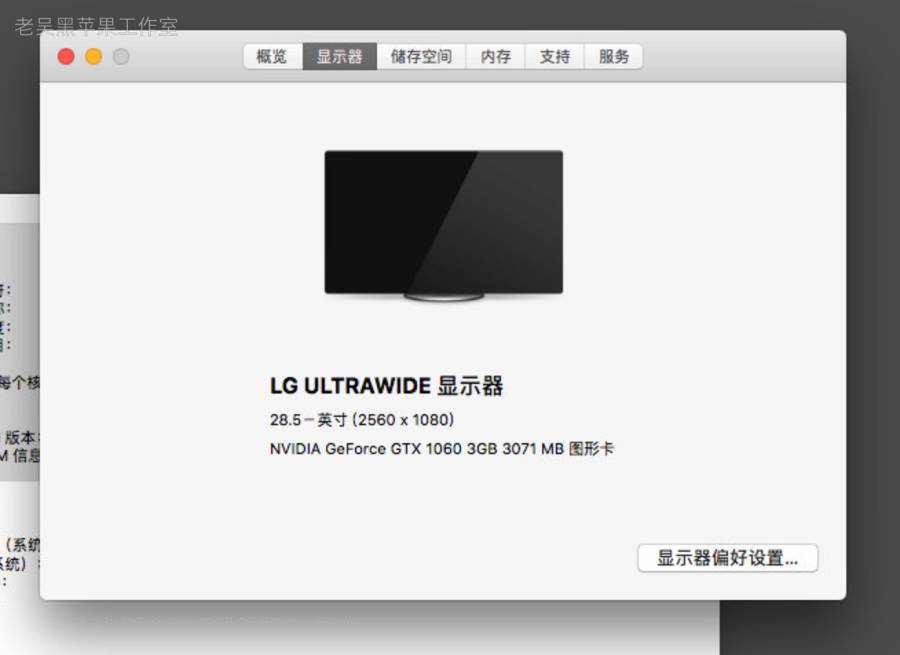 老吴黑苹果工作室
概览 显示器 储存空间 内存 支持 服务
LG ULTRAWIDE 显示器
28.5－英寸 (2560 x 1080)
NVIDIA GeForce GTX 1060 3GB 3071 MB 图形卡
显示器偏好设置...
每个核
版本:
M 信息
（系统
系统）: